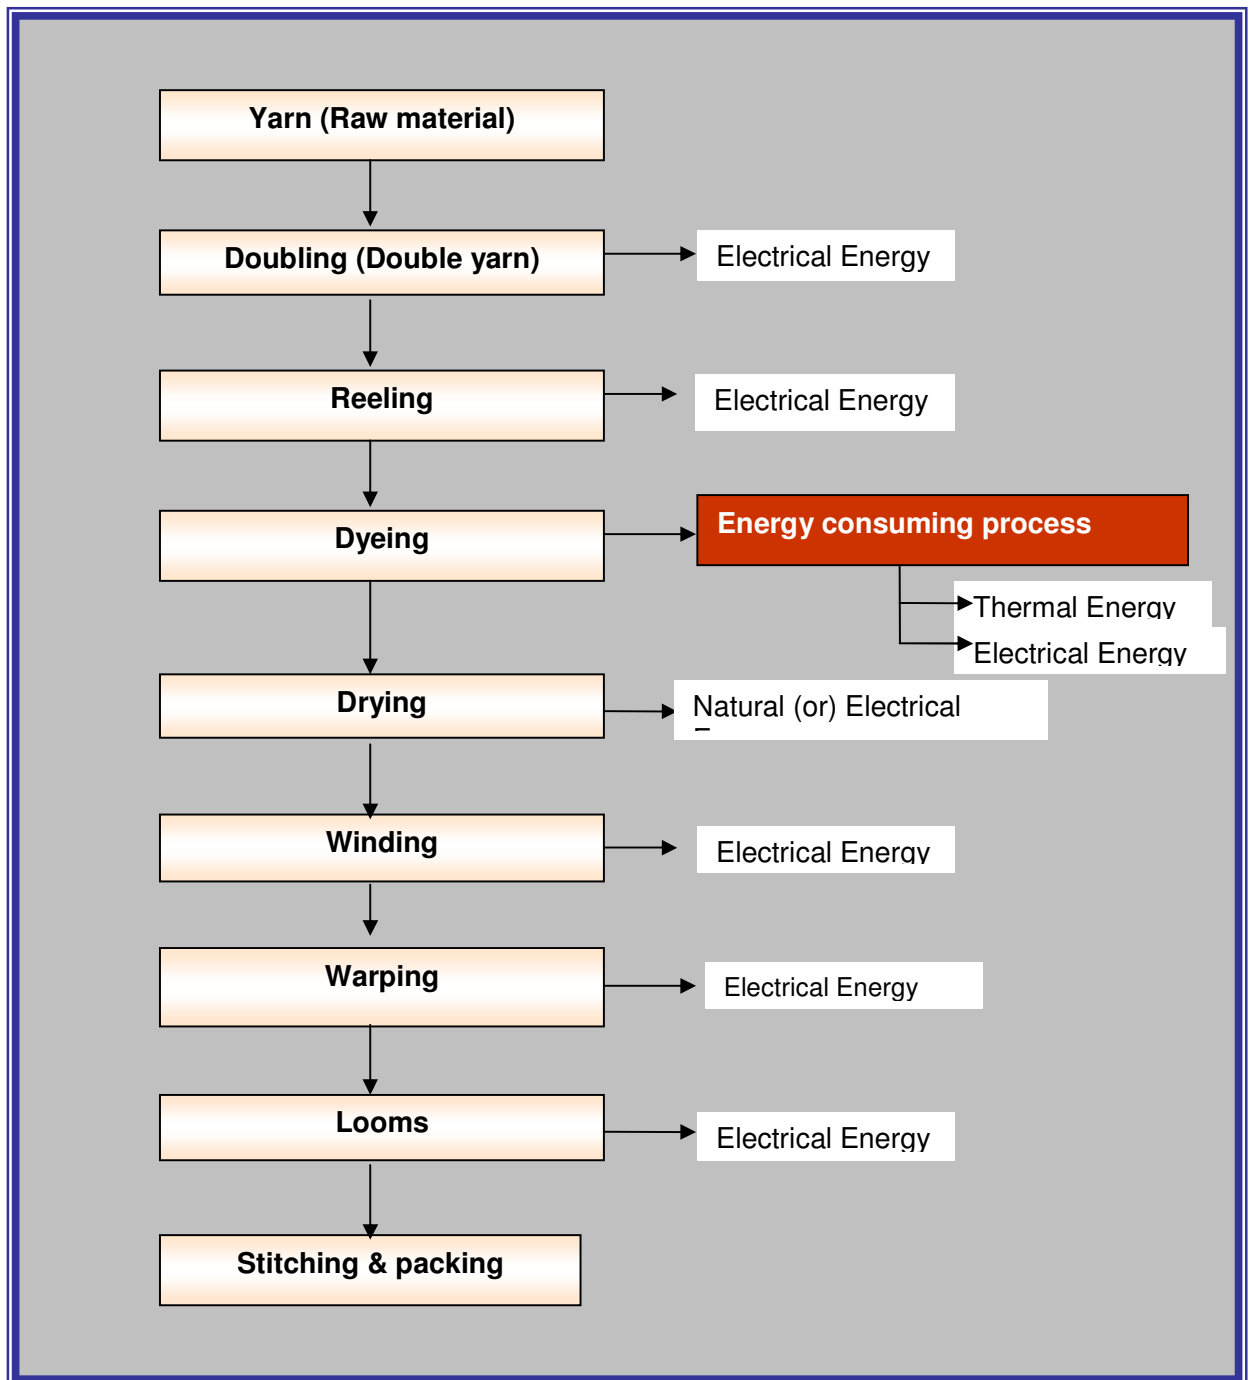 Yarn (Raw material)
Doubling (Double yarn)
Electrical Energy
Reeling
Electrical Energy
Dyeing
Energy consuming process
Thermal Energy
Electrical Energy
Drying
Natural (or) Electrical
Winding
Electrical Energy
Warping
Electrical Energy
Looms
Electrical Energy
Stitching & packing